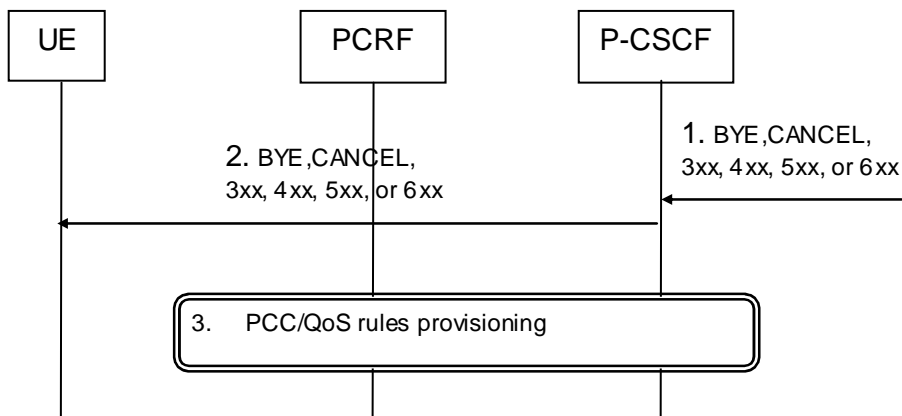 UE
PCRF
P-CSCF
1. BYE,CANCEL,
3xx, 4xx, 5xx, or 6xx
2. BYE,CANCEL,
3xx, 4xx, 5xx, or 6xx
3. PCC/QoS rules provisioning